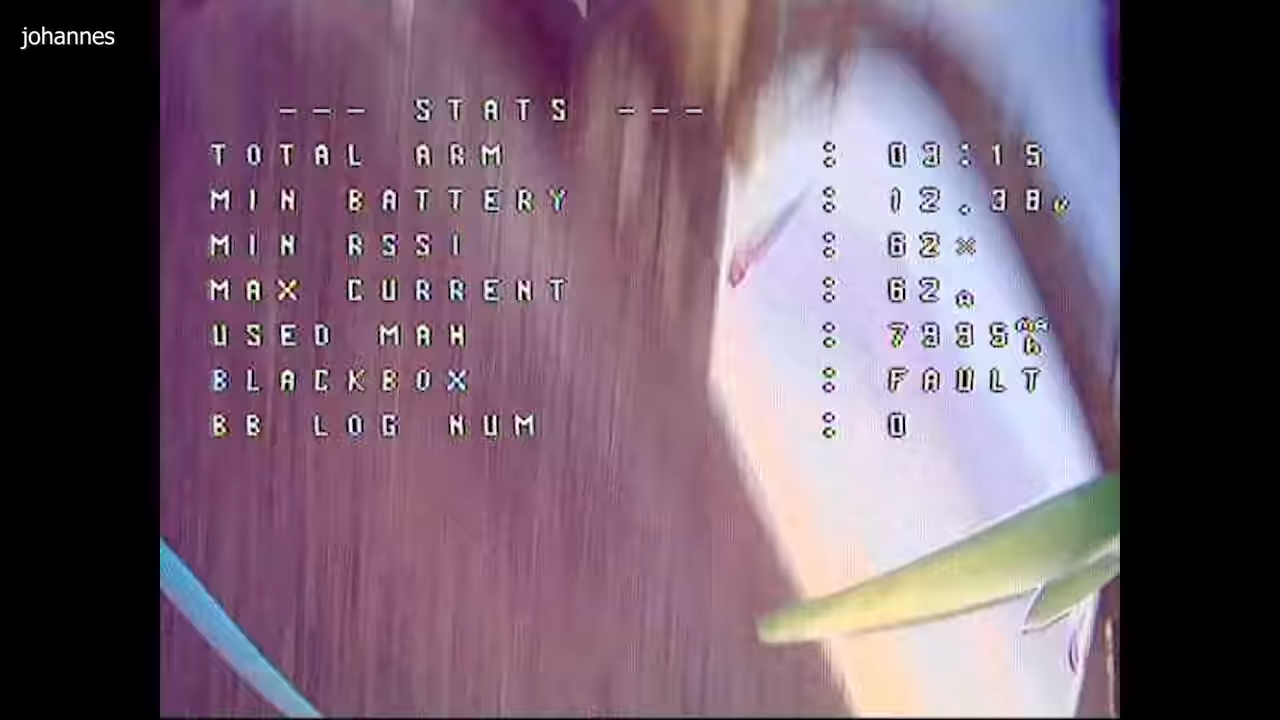 johannes
--- STATS ---
TOTAL ARM : 03:15
MIN BATTERY : 12.38V
MIN RSSI : 62%
MAX CURRENT : 62A
USED MAH : 7995mAh
BLACKBOX : FAULT
BB LOG NUM : 0